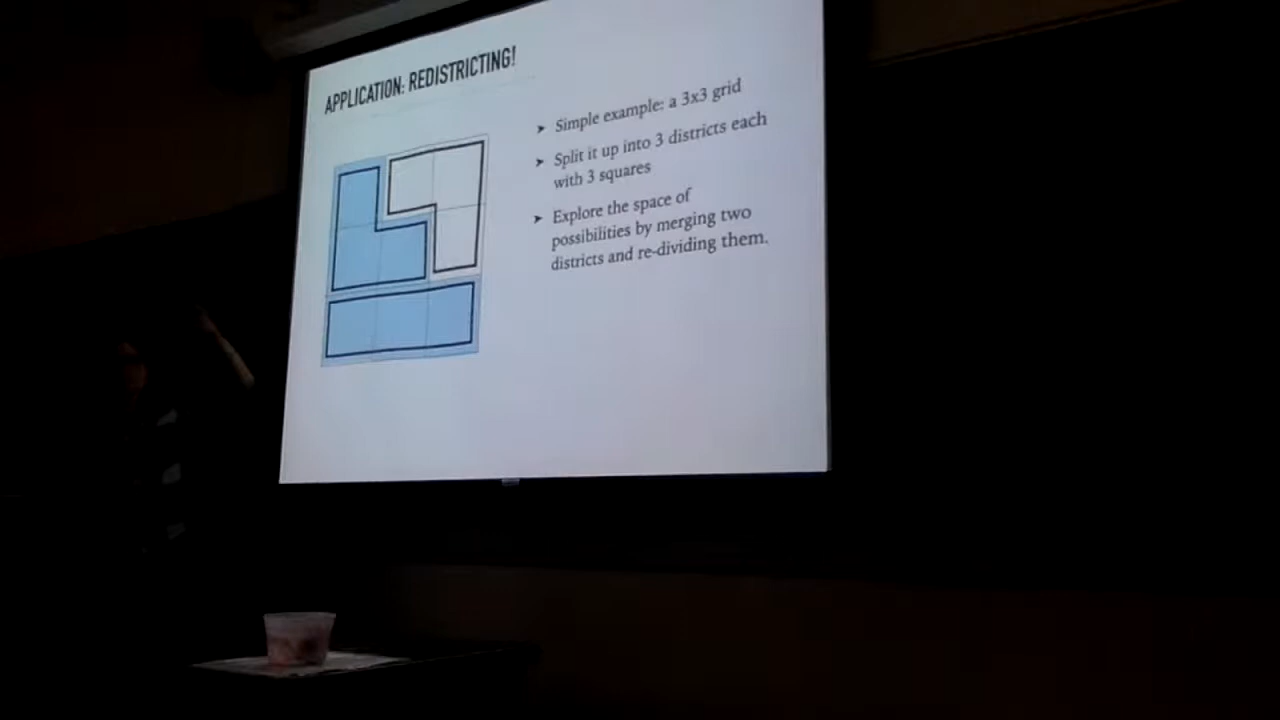 APPLICATION: REDISTRICTING!
➤ Simple example: a 3x3 grid
➤ Split it up into 3 districts each
with 3 squares
➤ Explore the space of
possibilities by merging two
districts and re-dividing them.